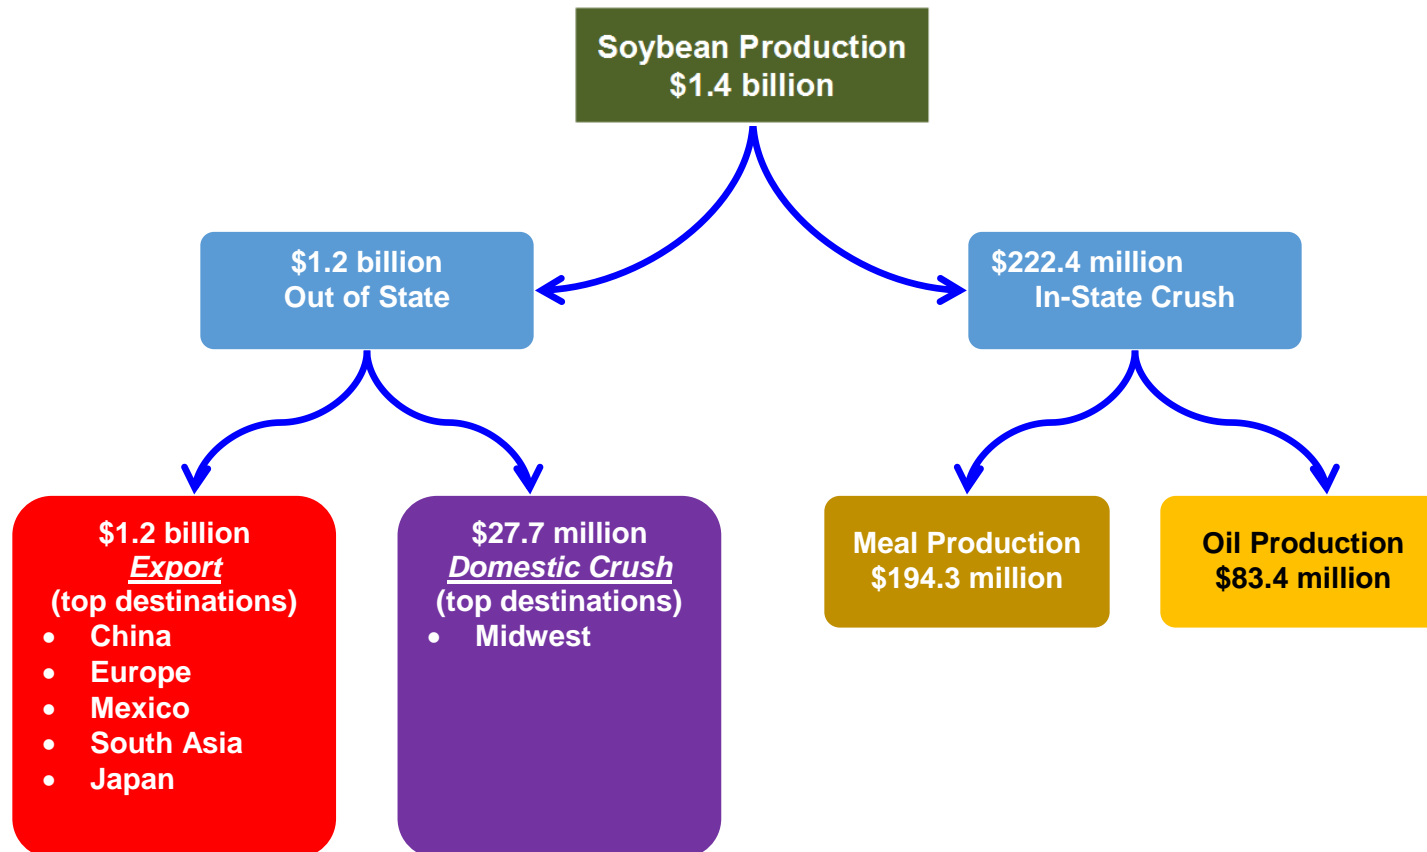 Soybean Production
$1.4 billion
$1.2 billion
Out of State
$222.4 million
In-State Crush
$1.2 billion
Export
(top destinations)
• China
• Europe
• Mexico
• South Asia
• Japan
$27.7 million
Domestic Crush
(top destinations)
• Midwest
Meal Production
$194.3 million
Oil Production
$83.4 million